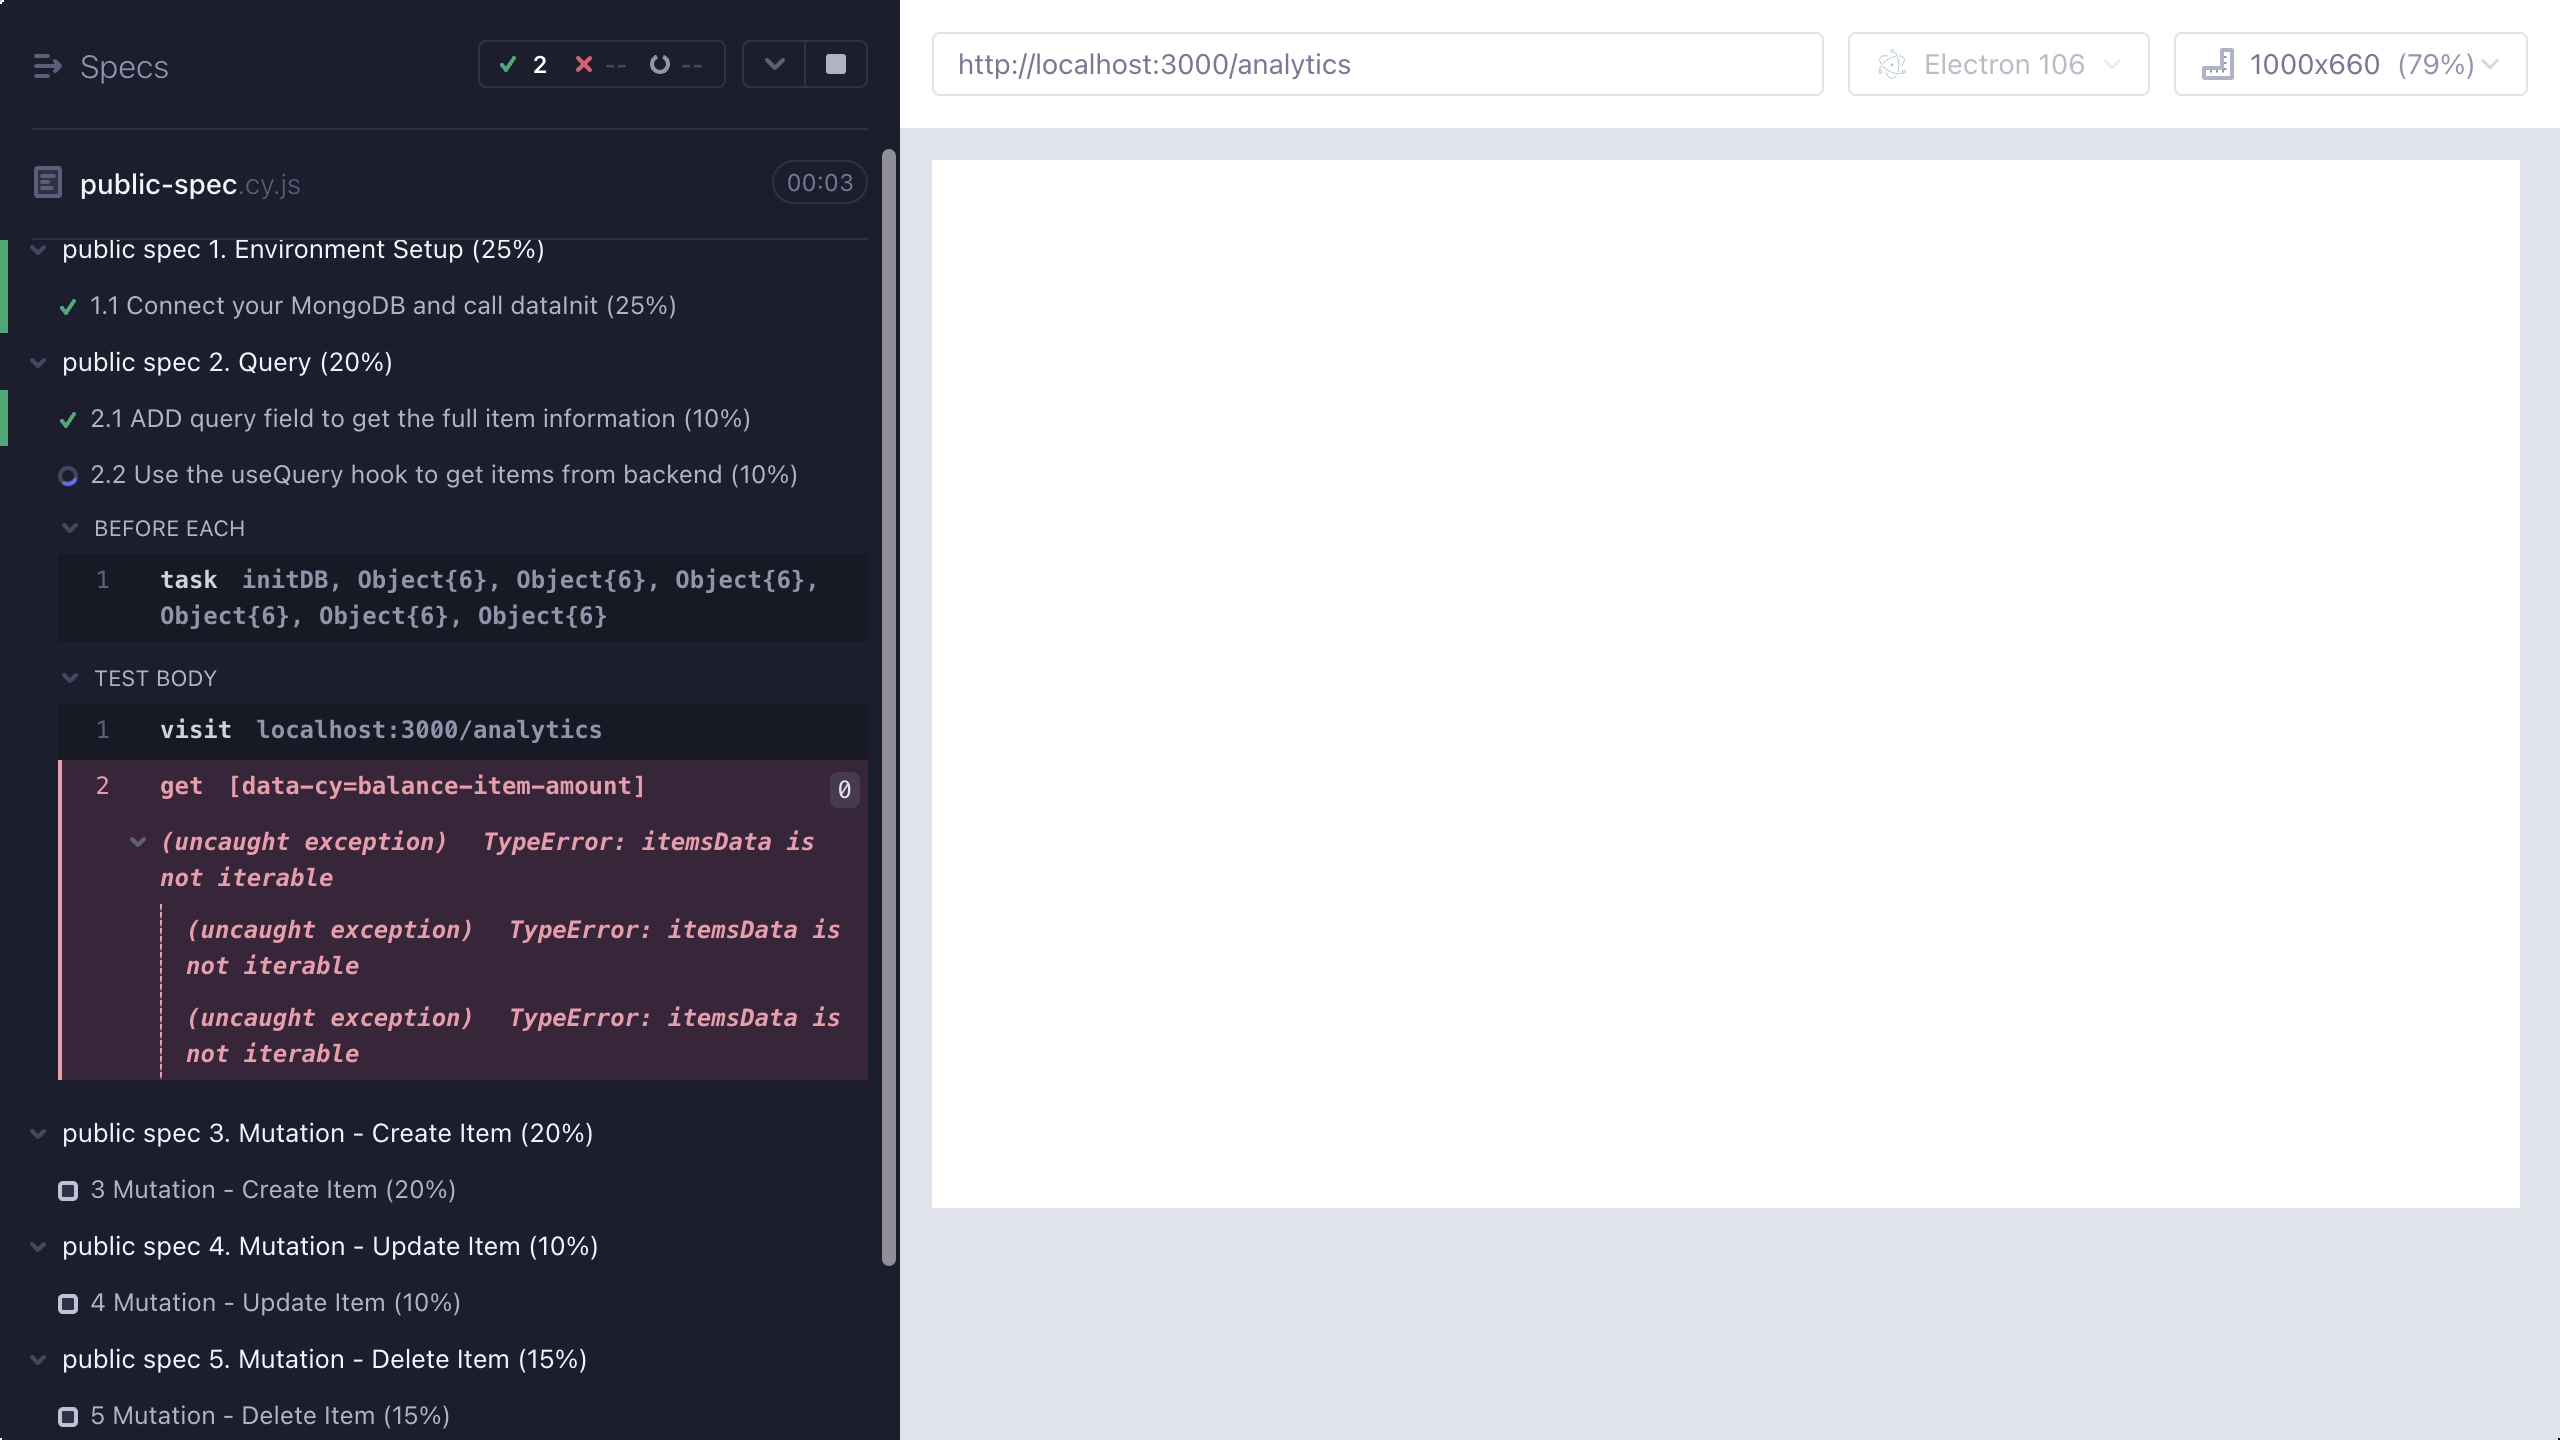 Specs
2 -- --
public-spec.cy.js
00:03
public spec 1. Environment Setup (25%)
1.1 Connect your MongoDB and call dataInit (25%)
public spec 2. Query (20%)
2.1 ADD query field to get the full item information (10%)
2.2 Use the useQuery hook to get items from backend (10%)
BEFORE EACH
1 task initDB, Object{6}, Object{6}, Object{6},
Object{6}, Object{6}, Object{6}
TEST BODY
1 visit localhost:3000/analytics
2 get [data-cy=balance-item-amount] 0
(uncaught exception) TypeError: itemsData is
not iterable
(uncaught exception) TypeError: itemsData is
not iterable
(uncaught exception) TypeError: itemsData is
not iterable
public spec 3. Mutation - Create Item (20%)
3 Mutation - Create Item (20%)
public spec 4. Mutation - Update Item (10%)
4 Mutation - Update Item (10%)
public spec 5. Mutation - Delete Item (15%)
5 Mutation - Delete Item (15%)
http://localhost:3000/analytics
Electron 106
1000x660 (79%)